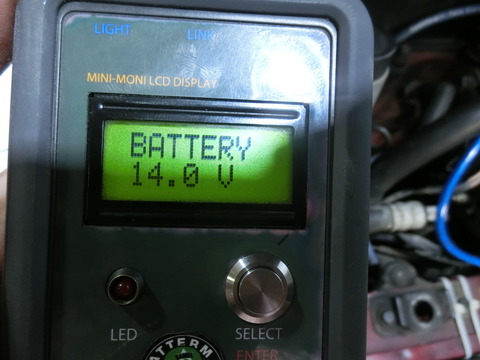 LIGHT LINK
MINI-MONI LCD DISPLAY
BATTERY
14.0 V
LED SELECT
ENTER